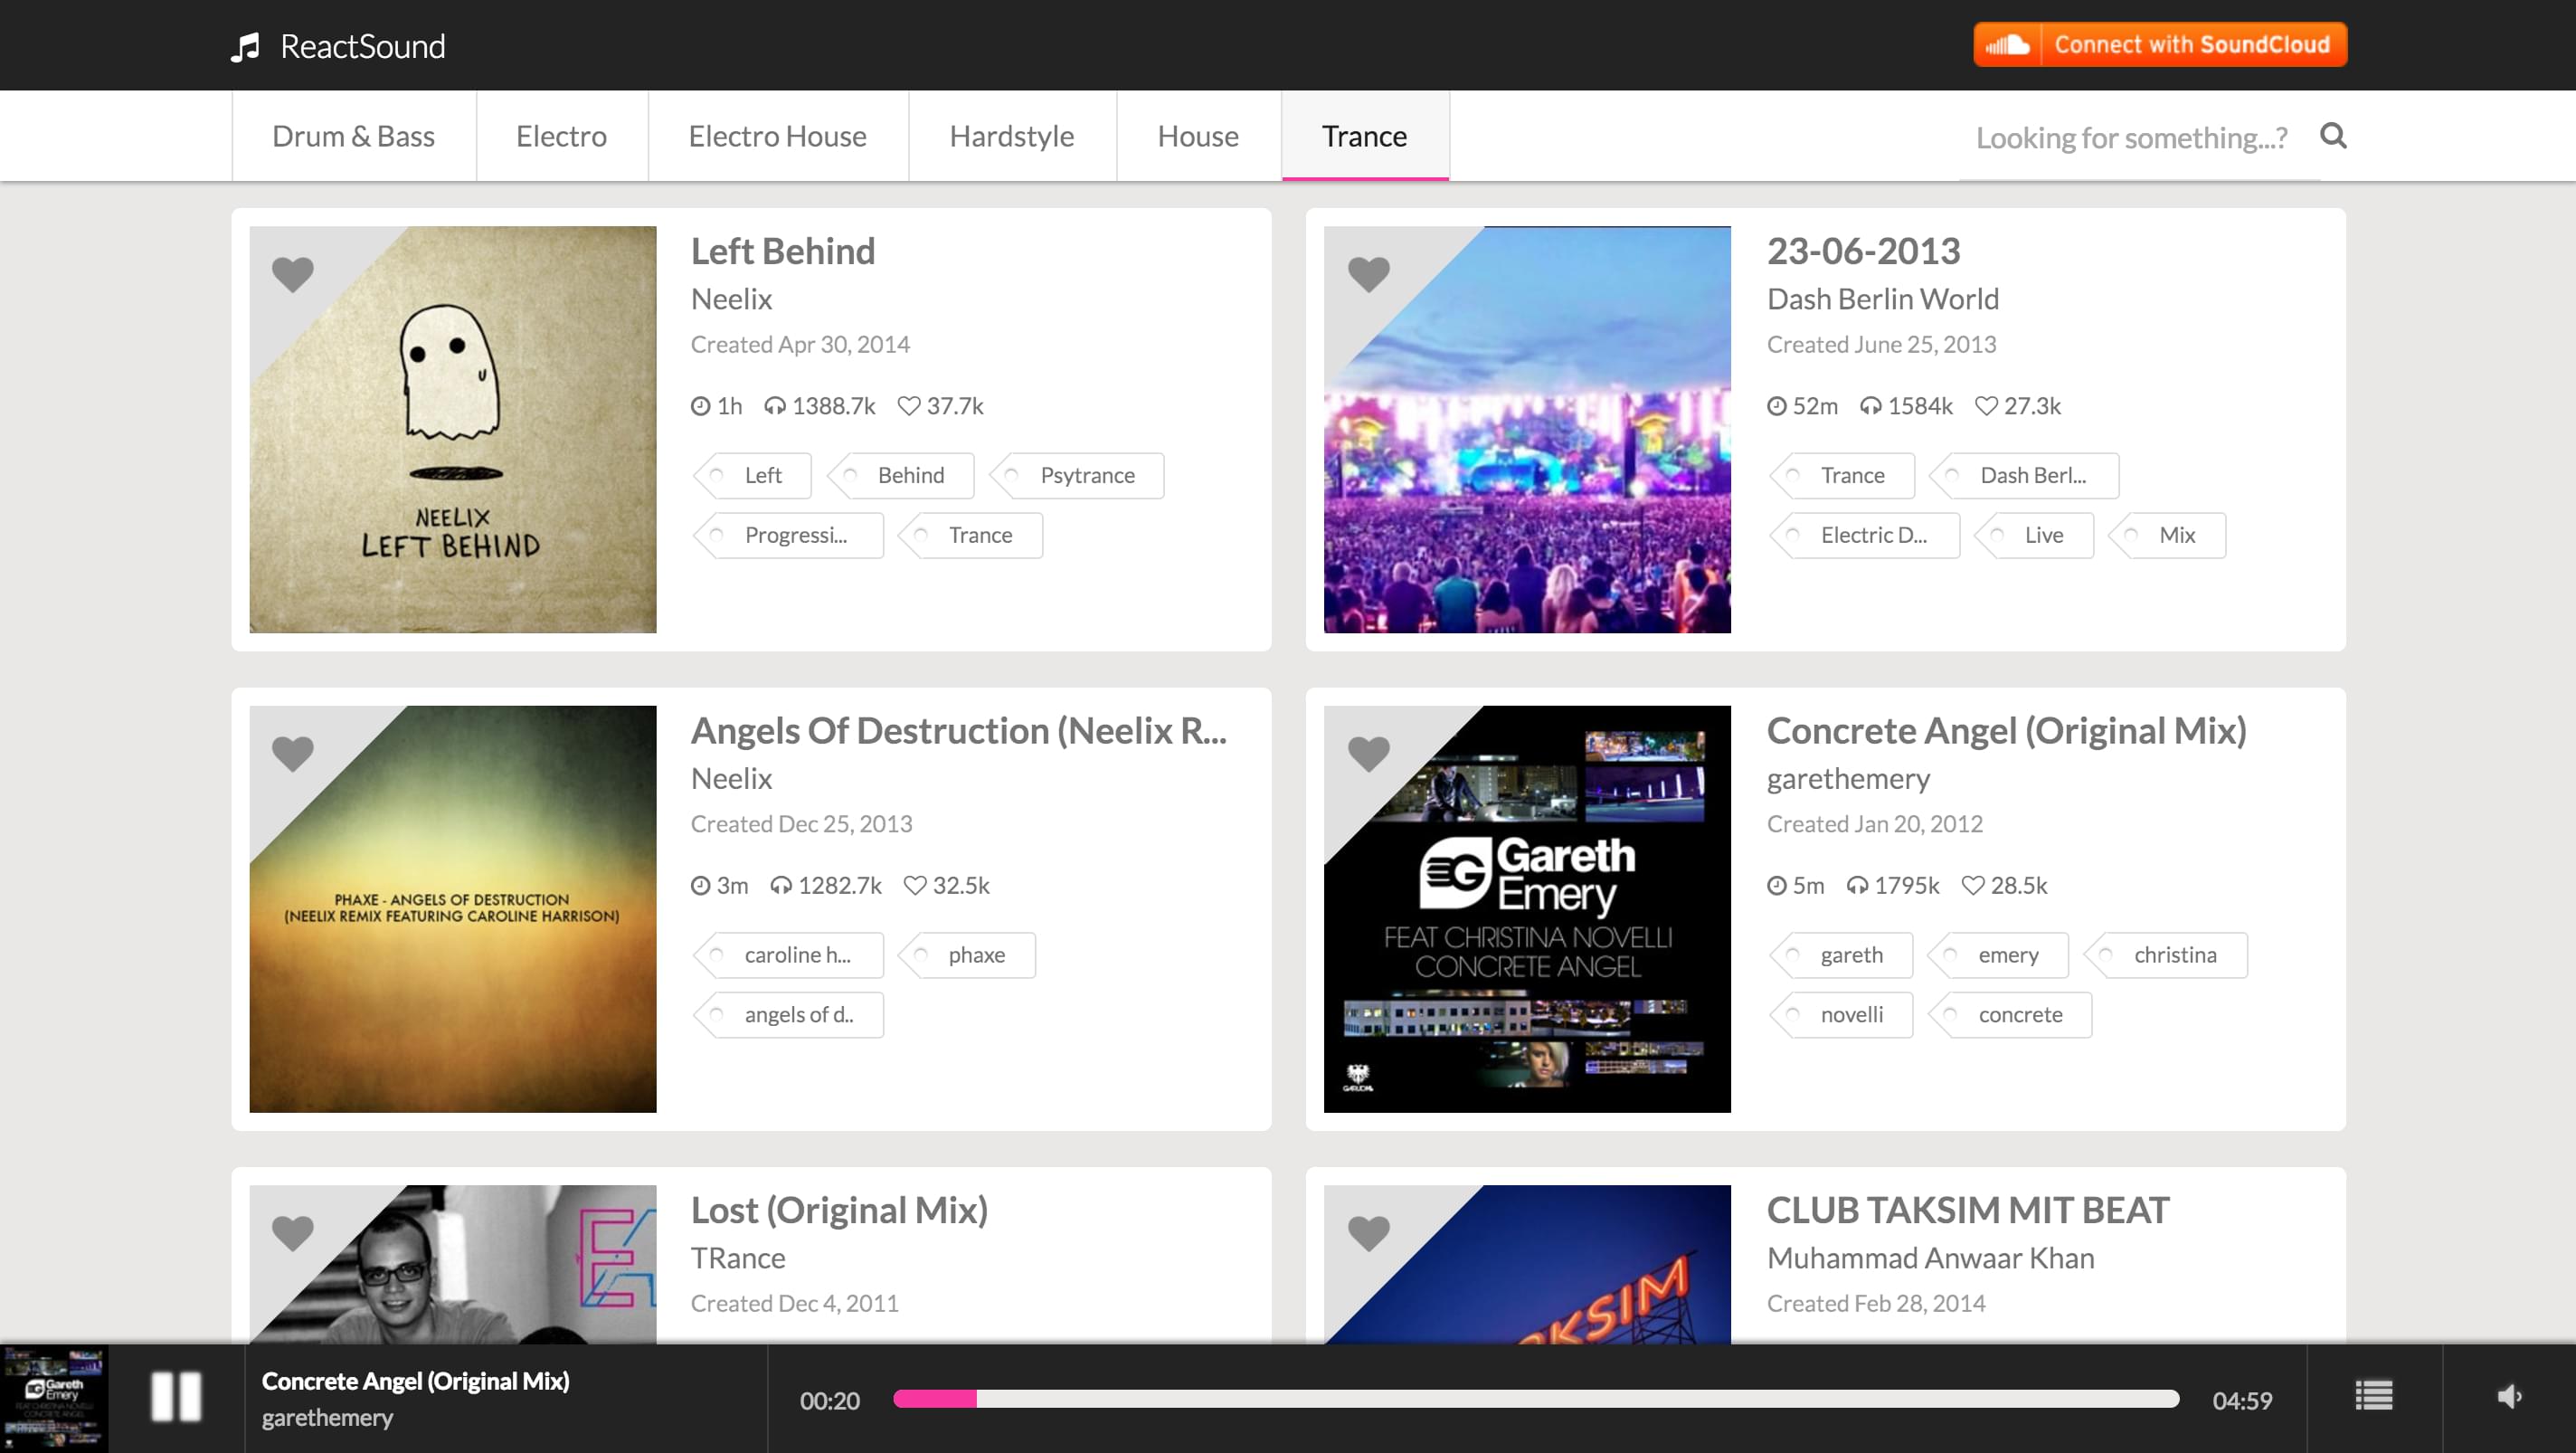 ReactSound
Connect with SoundCloud
Drum & Bass
Electro
Electro House
Hardstyle
House
Trance
Looking for something...?
NEELIX
LEFT BEHIND
Left Behind
Neelix
Created Apr 30, 2014
1h 1388.7k 37.7k
Left Behind Psytrance
Progressi... Trance
23-06-2013
Dash Berlin World
Created June 25, 2013
52m 1584k 27.3k
Trance Dash Berl...
Electric D... Live Mix
PHAXE - ANGELS OF DESTRUCTION
(NEELIX REMIX FEATURING CAROLINE HARRISON)
Angels Of Destruction (Neelix R...
Neelix
Created Dec 25, 2013
3m 1282.7k 32.5k
caroline h... phaxe
angels of d..
Gareth
Emery
FEAT CHRISTINA NOVELLI
CONCRETE ANGEL
GARUDA
Concrete Angel (Original Mix)
garethemery
Created Jan 20, 2012
5m 1795k 28.5k
gareth emery christina
novelli concrete
Lost (Original Mix)
TRance
Created Dec 4, 2011
CLUB TAKSIM MIT BEAT
Muhammad Anwaar Khan
Created Feb 28, 2014
Gareth
Emery
Concrete Angel (Original Mix)
garethemery
00:20
04:59